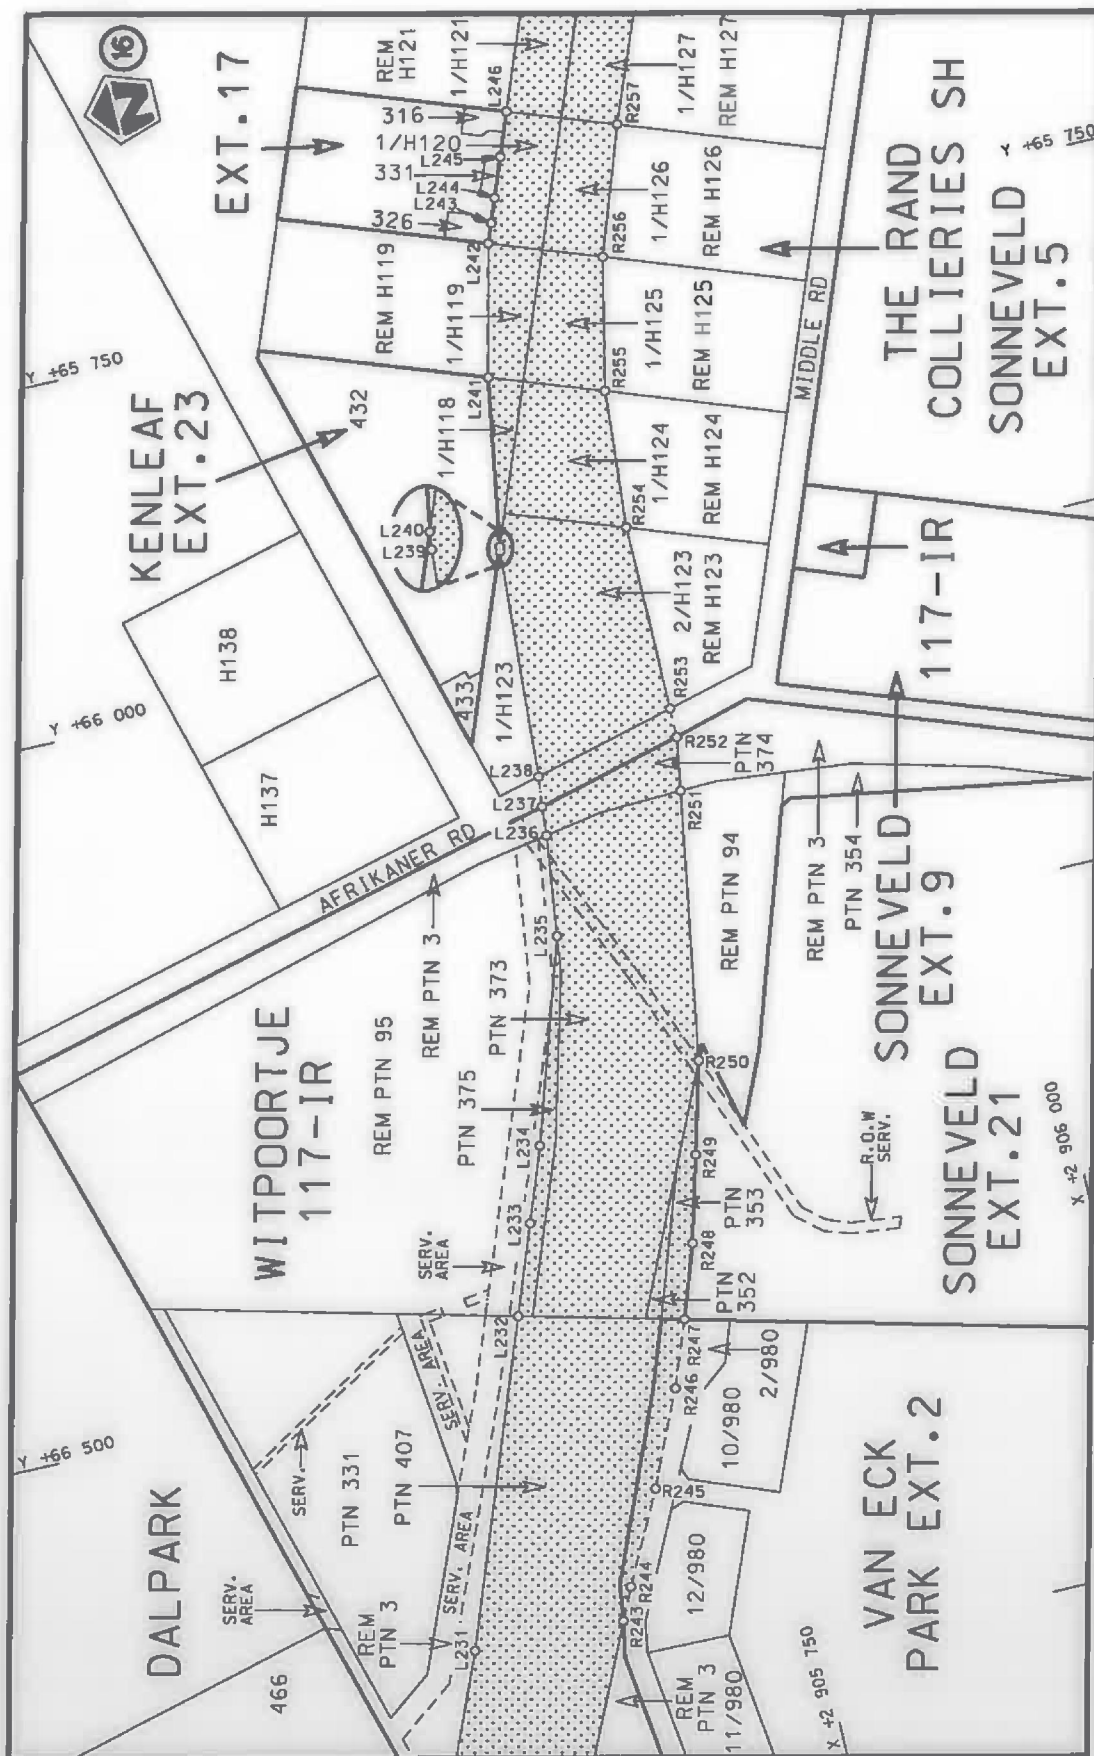 16
N
EXT.17
REM
H121
1/H121
L246
316
1/H120
L245
331
L244
L243
326
L242
REM H119
1/H119
L241
1/H118
432
KENLEAF
EXT.23
L240
L239
H138
H137
433
1/H123
L238
L237
L236
AFRIKANER RD
1/H127
REM H127
R257
1/H126
REM H126
R256
1/H125
REM H125
R255
1/H124
REM H124
R254
2/H123
REM H123
R253
R252
PTN
374
R251
MIDDLE RD
THE RAND
COLLIERIES SH
SONNEVELD
EXT.5
117-IR
Y +65 750
Y +65 750
Y +66 000
Y +66 500
REM PTN 3
L235
PTN 373
REM PTN 95
PTN 375
L234
WITPOORTJE
117-IR
L233
SERV.
AREA
L232
REM PTN 94
REM PTN 3
PTN 354
SONNEVELD
EXT.9
R250
R.O.W
SERV.
R249
PTN
353
R248
PTN
352
R247
SONNEVELD
EXT.21
X +2 906 000
SERV. AREA
SERV.
PTN 331
PTN 407
SERV. AREA
DALPARK
SERV.
AREA
REM
PTN 3
L231
466
R246
2/980
10/980
R245
12/980
R244
R243
REM
PTN 3
11/980
VAN ECK
PARK EXT.2
X +2 905 750